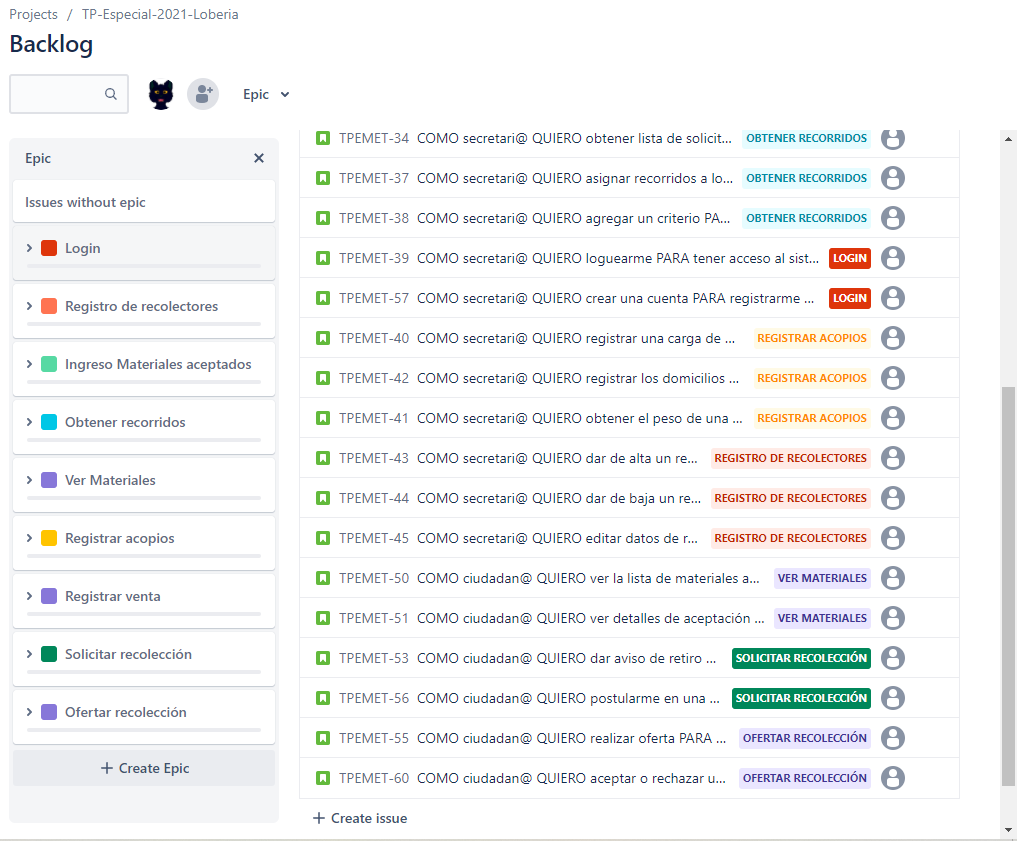 Projects / TP-Especial-2021-Loberia
Backlog
Epic
Epic
Issues without epic
Login
Registro de recolectores
Ingreso Materiales aceptados
Obtener recorridos
Ver Materiales
Registrar acopios
Registrar venta
Solicitar recolección
Ofertar recolección
+ Create Epic
TPEMET-34 COMO secretari@ QUIERO obtener lista de solicit... OBTENER RECORRIDOS
TPEMET-37 COMO secretari@ QUIERO asignar recorridos a lo... OBTENER RECORRIDOS
TPEMET-38 COMO secretari@ QUIERO agregar un criterio PA... OBTENER RECORRIDOS
TPEMET-39 COMO secretari@ QUIERO loguearme PARA tener acceso al sist... LOGIN
TPEMET-57 COMO secretari@ QUIERO crear una cuenta PARA registrarme ... LOGIN
TPEMET-40 COMO secretari@ QUIERO registrar una carga de ... REGISTRAR ACOPIOS
TPEMET-42 COMO secretari@ QUIERO registrar los domicilios ... REGISTRAR ACOPIOS
TPEMET-41 COMO secretari@ QUIERO obtener el peso de una ... REGISTRAR ACOPIOS
TPEMET-43 COMO secretari@ QUIERO dar de alta un re... REGISTRO DE RECOLECTORES
TPEMET-44 COMO secretari@ QUIERO dar de baja un re... REGISTRO DE RECOLECTORES
TPEMET-45 COMO secretari@ QUIERO editar datos de r... REGISTRO DE RECOLECTORES
TPEMET-50 COMO ciudadan@ QUIERO ver la lista de materiales a... VER MATERIALES
TPEMET-51 COMO ciudadan@ QUIERO ver detalles de aceptación ... VER MATERIALES
TPEMET-53 COMO ciudadan@ QUIERO dar aviso de retiro ... SOLICITAR RECOLECCIÓN
TPEMET-56 COMO ciudadan@ QUIERO postularme en una ... SOLICITAR RECOLECCIÓN
TPEMET-55 COMO ciudadan@ QUIERO realizar oferta PARA ... OFERTAR RECOLECCIÓN
TPEMET-60 COMO ciudadan@ QUIERO aceptar o rechazar u... OFERTAR RECOLECCIÓN
+ Create issue